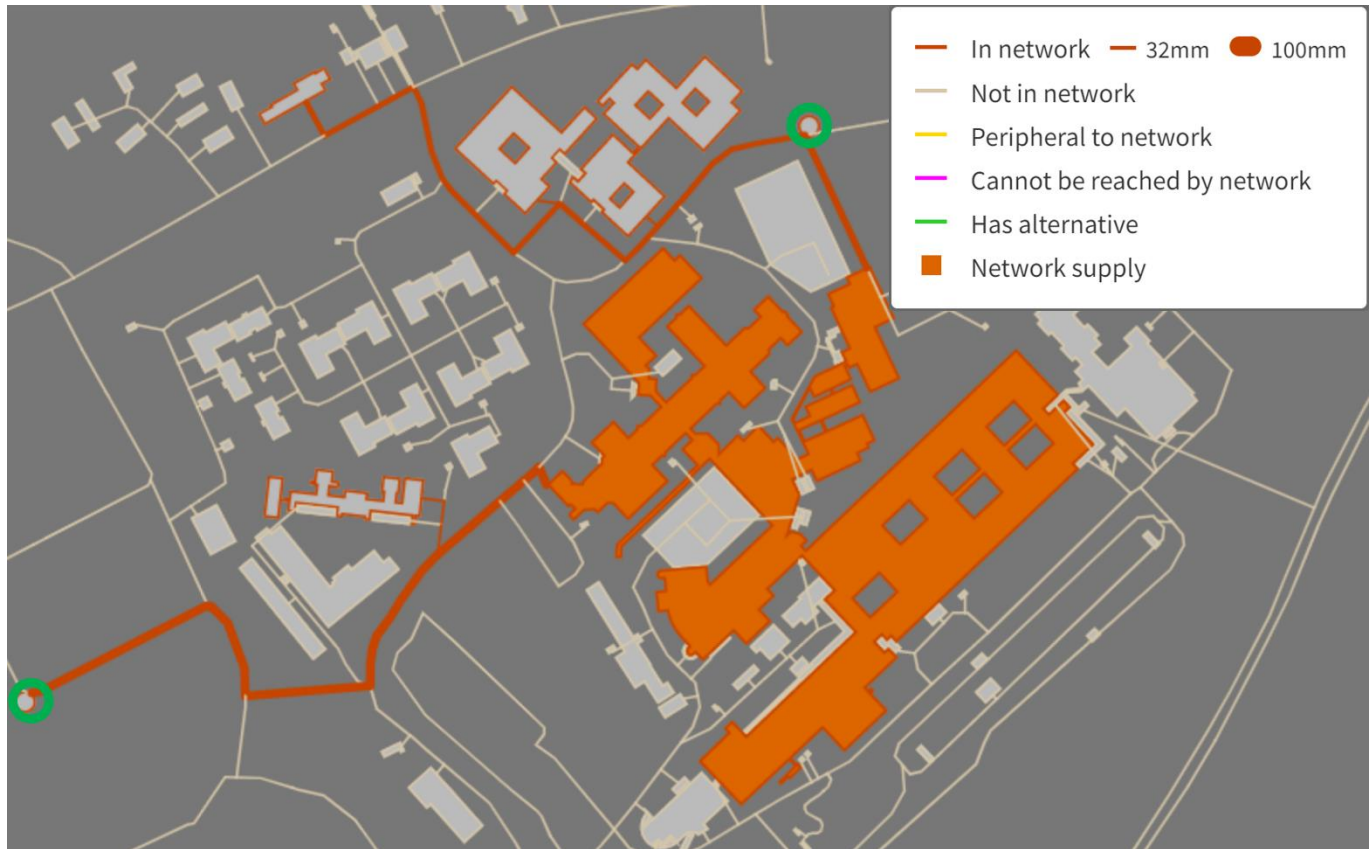 In network 32mm 100mm
Not in network
Peripheral to network
Cannot be reached by network
Has alternative
Network supply